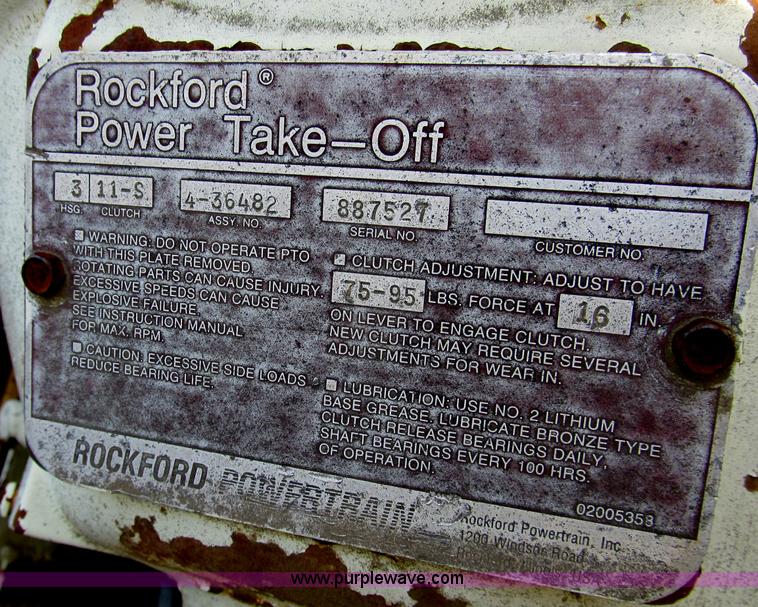 Rockford®
Power Take-Off
3 11-S 4-36482 887527
HSG. CLUTCH ASSY. NO. SERIAL NO. CUSTOMER NO.
WARNING: DO NOT OPERATE PTO
WITH THIS PLATE REMOVED.
ROTATING PARTS CAN CAUSE INJURY.
EXCESSIVE SPEEDS CAN CAUSE
EXPLOSIVE FAILURE.
SEE INSTRUCTION MANUAL
FOR MAX. RPM.
CAUTION: EXCESSIVE SIDE LOADS
REDUCE BEARING LIFE.
CLUTCH ADJUSTMENT: ADJUST TO HAVE
75-95 LBS. FORCE AT 16 IN.
ON LEVER TO ENGAGE CLUTCH.
NEW CLUTCH MAY REQUIRE SEVERAL
ADJUSTMENTS FOR WEAR IN.
LUBRICATION: USE NO. 2 LITHIUM
BASE GREASE. LUBRICATE BRONZE TYPE
CLUTCH RELEASE BEARINGS DAILY,
SHAFT BEARINGS EVERY 100 HRS.
OF OPERATION.
02005358
ROCKFORD POWERTRAIN
Rockford Powertrain, Inc.
1200 Windsor Road
www.purplewave.com